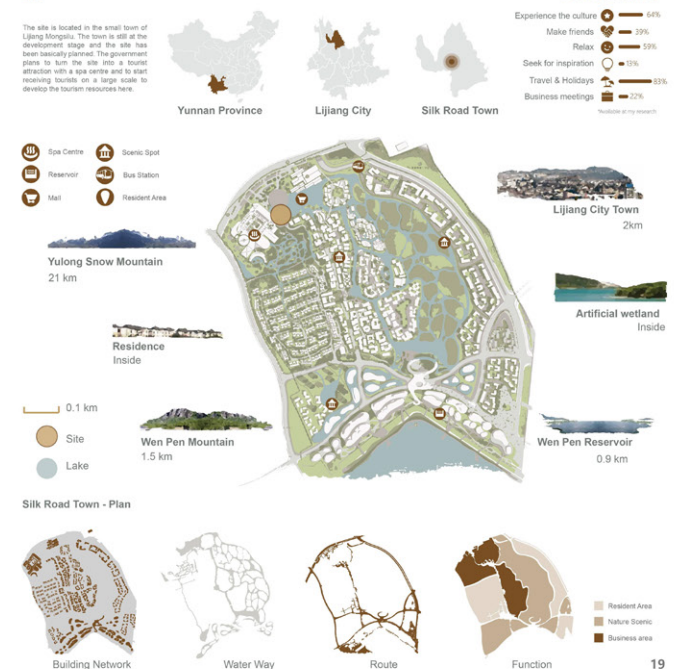 The site is located in the small town of
Lijiang Mongsilu. The town is still at the
development stage and the site has
been basically planned. The government
plans to turn the site into a tourist
attraction with a spa centre and to start
receiving tourists on a large scale to
develop the tourism resources here.
Yunnan Province
Lijiang City
Silk Road Town
Experience the culture 64%
Make friends 39%
Relax 59%
Seek for inspiration 13%
Travel & Holidays 83%
Business meetings 22%
*Available at my research
Spa Centre
Scenic Spot
Reservoir
Bus Station
Mall
Resident Area
Yulong Snow Mountain
21 km
Lijiang City Town
2km
Artificial wetland
Inside
Residence
Inside
0.1 km
Site
Lake
Wen Pen Mountain
1.5 km
Wen Pen Reservoir
0.9 km
Silk Road Town - Plan
Building Network
Water Way
Route
Function
Resident Area
Nature Scenic
Business area
19